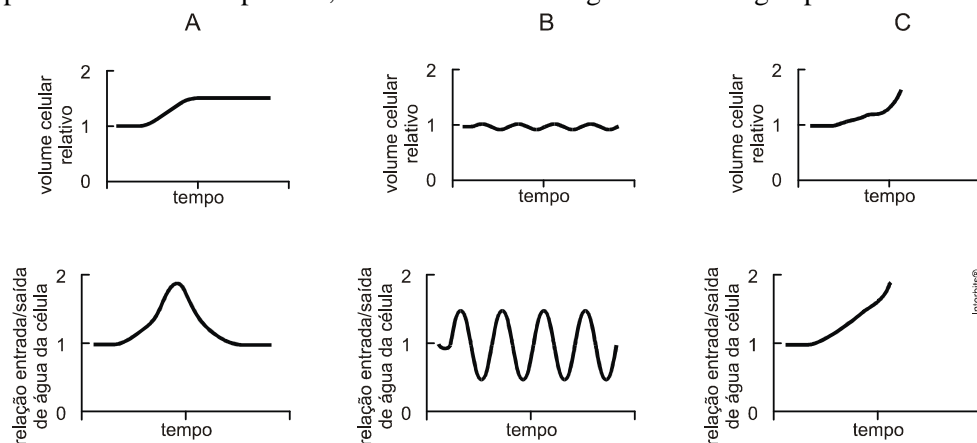 A B C
2
1
0
volume celular
relativo
tempo
2
1
0
volume celular
relativo
tempo
2
1
0
volume celular
relativo
tempo
2
1
0
relação entrada/saída
de água da célula
tempo
2
1
0
relação entrada/saída
de água da célula
tempo
2
1
0
relação entrada/saída
de água da célula
tempo